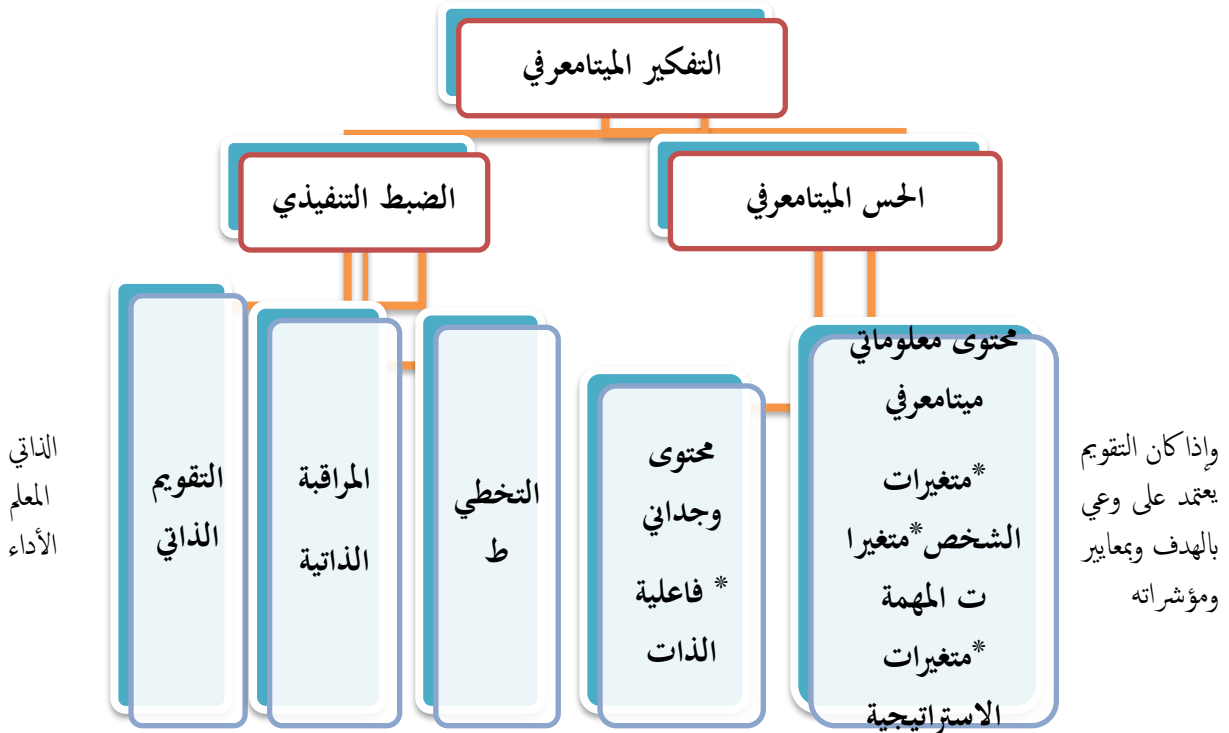 التفكير الميتامعرفي
الحس الميتامعرفي
الضبط التنفيذي
محتوى معلوماتي
ميتامعرفي
*متغيرات
الشخص*متغيرا
ت المهمة
*متغيرات
الاستراتيجية
محتوى
وجداني
* فاعلية
الذات
التخطي
ط
المراقبة
الذاتية
التقويم
الذاتي
وإذا كان التقويم الذاتي
يعتمد على وعي المعلم
بالهدف وبمعايير الأداء
ومؤشراته